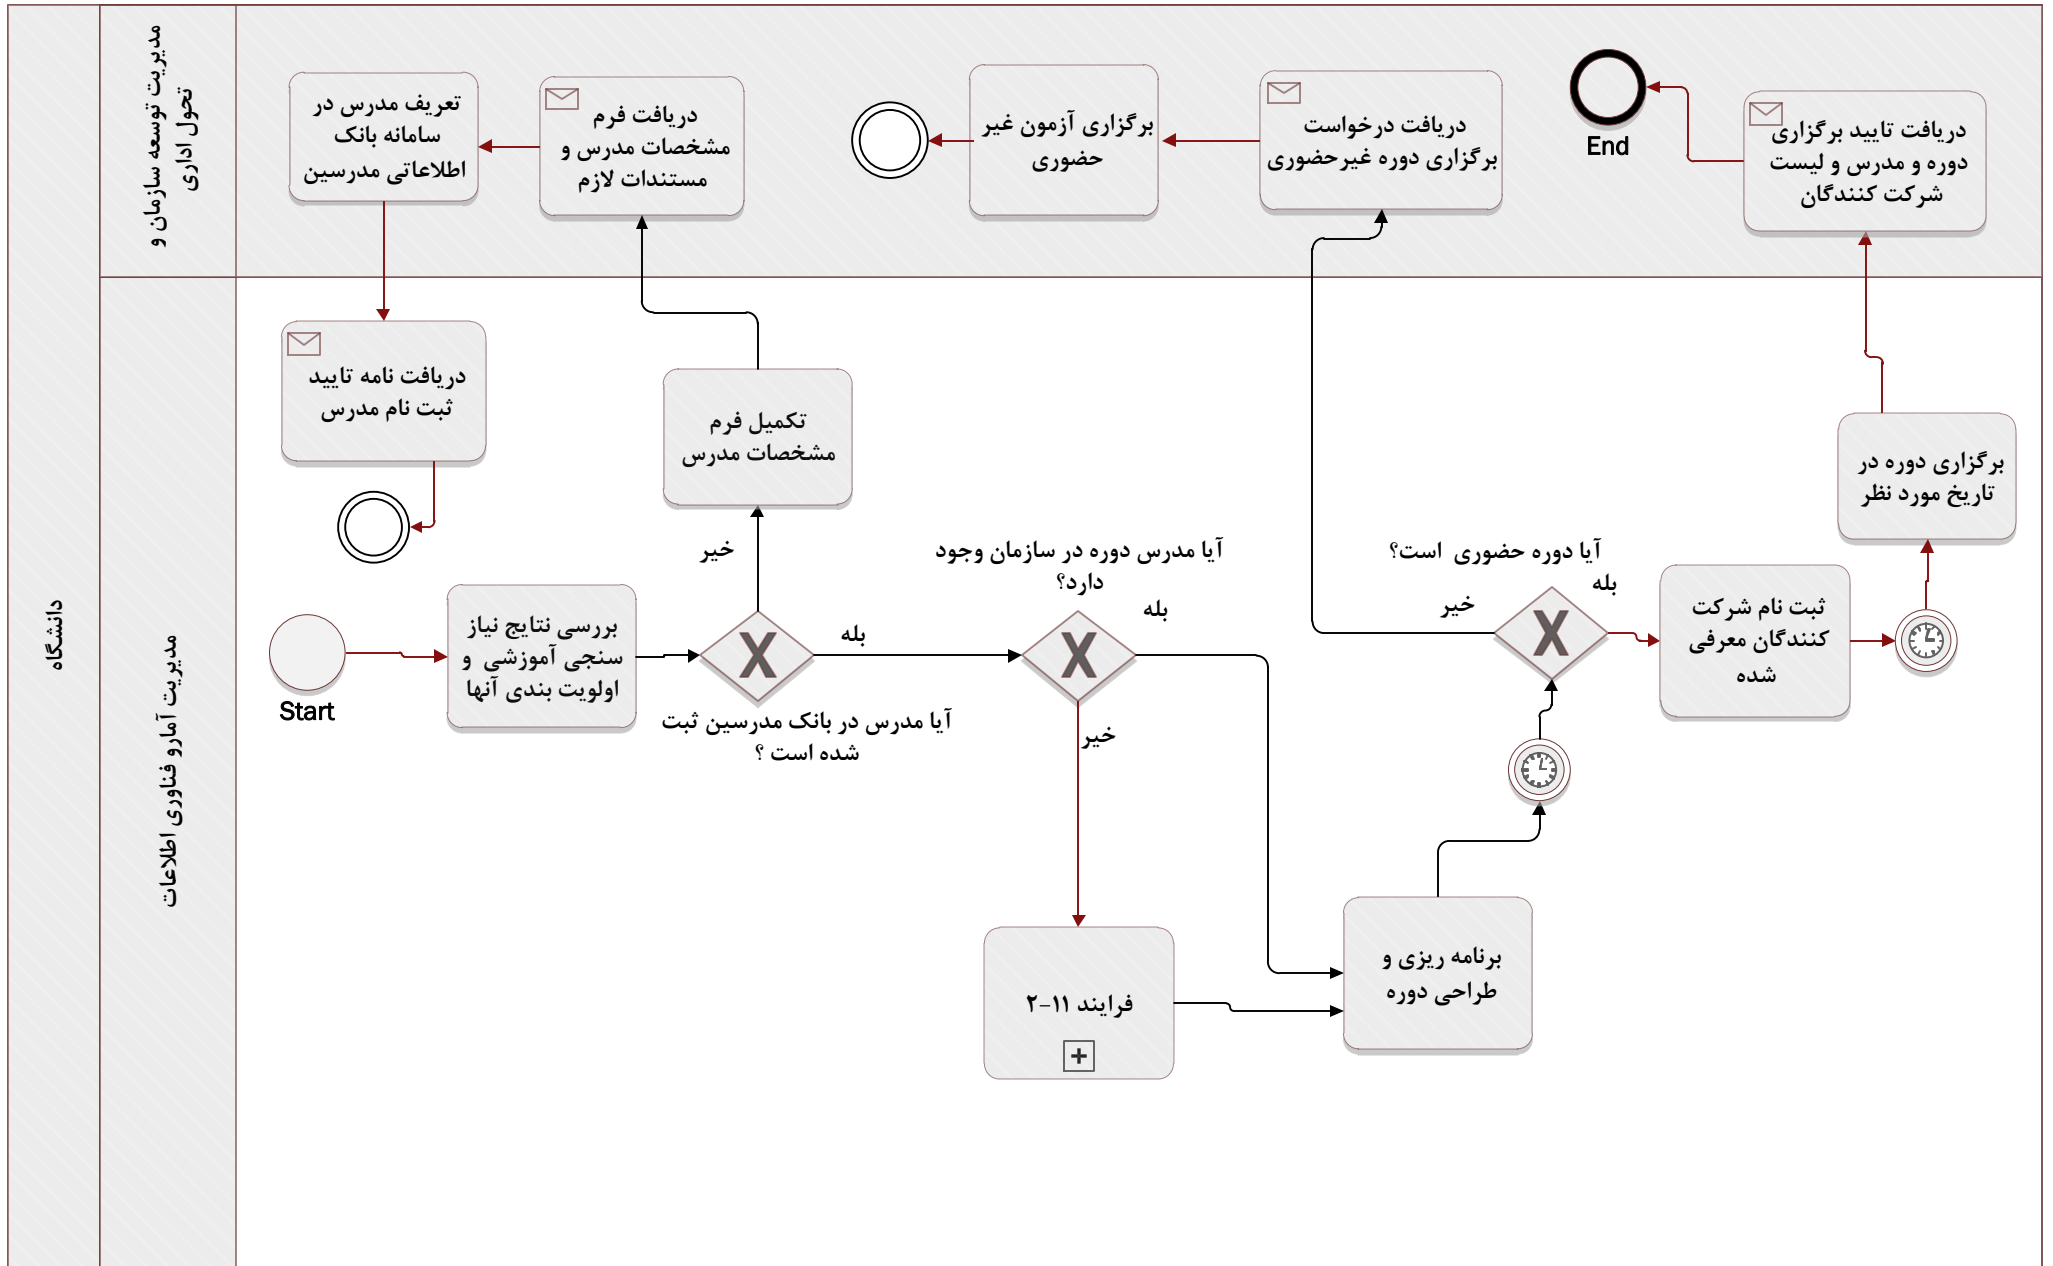 دانشگاه
مدیریت توسعه سازمان و
تحول اداری
مدیریت آمارو فناوری اطلاعات
تعریف مدرس در
سامانه بانک
اطلاعاتی مدرسین
دریافت فرم
مشخصات مدرس و
مستندات لازم
برگزاری آزمون غیر
حضوری
دریافت درخواست
برگزاری دوره غیرحضوری
End
دریافت تایید برگزاری
دوره و مدرس و لیست
شرکت کنندگان
دریافت نامه تایید
ثبت نام مدرس
تکمیل فرم
مشخصات مدرس
برگزاری دوره در
تاریخ مورد نظر
خیر
آیا مدرس دوره در سازمان وجود
دارد؟
بله
آیا دوره حضوری است؟
بله
خیر
Start
بررسی نتایج نیاز
سنجی آموزشی و
اولویت بندی آنها
X
بله
X
X
ثبت نام شرکت
کنندگان معرفی
شده
آیا مدرس در بانک مدرسین ثبت
شده است ؟
خیر
فرایند ۱۱-۲
برنامه ریزی و
طراحی دوره